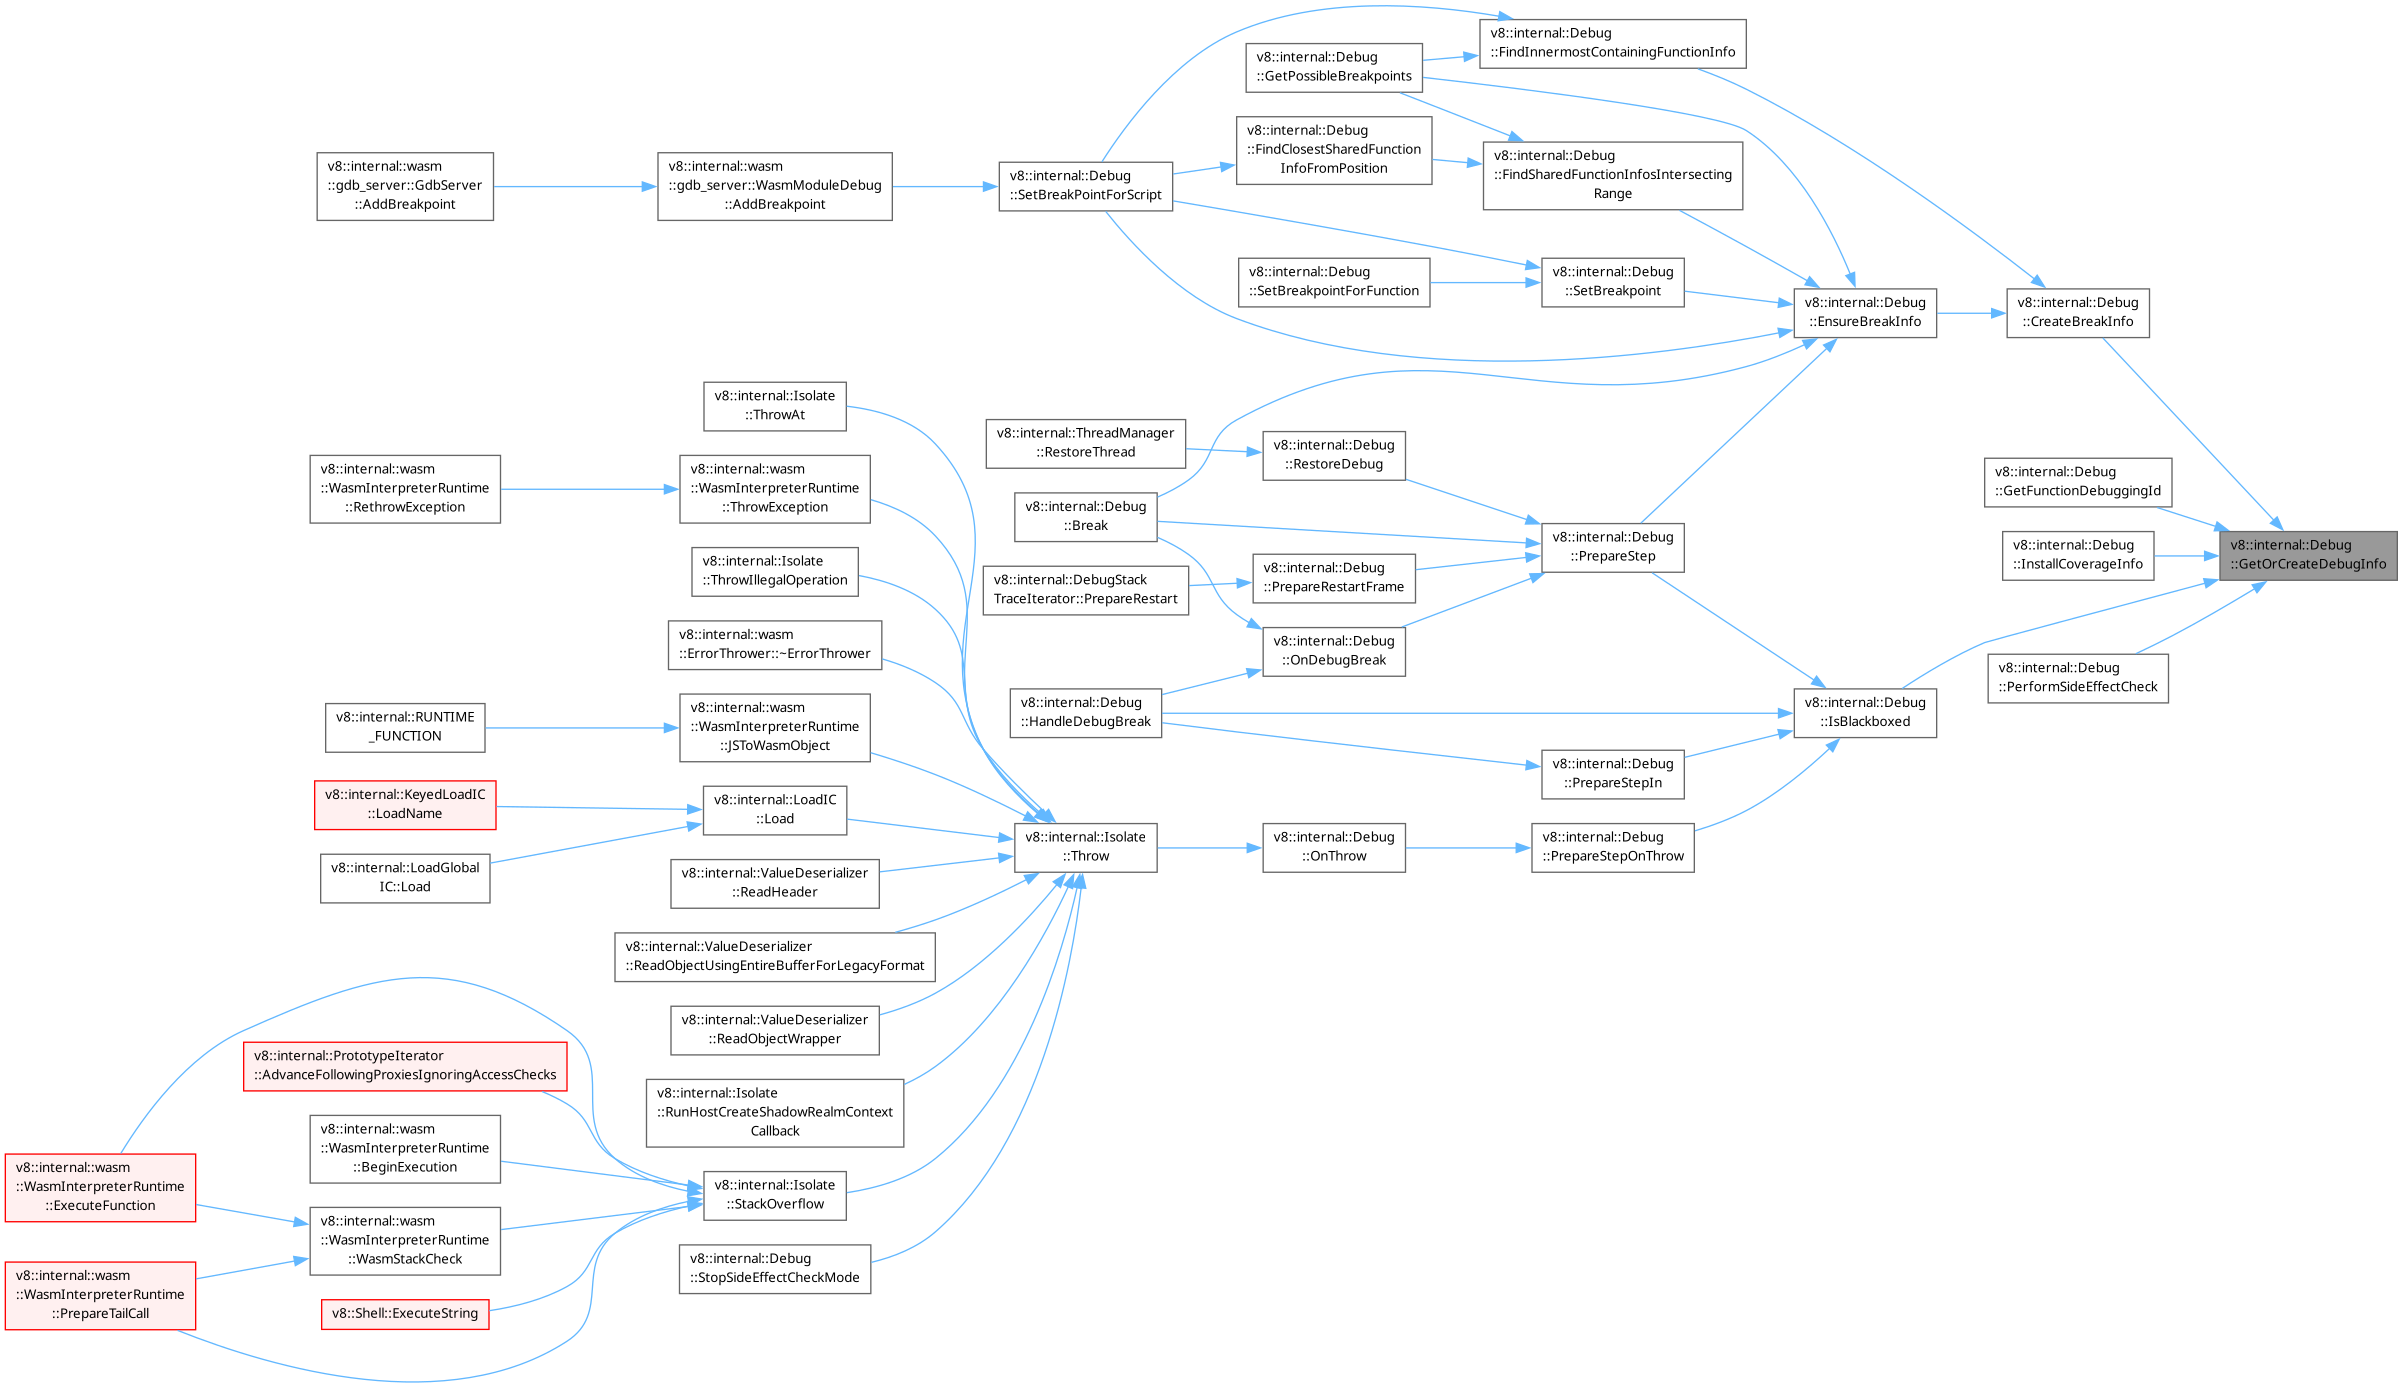 v8::internal::Debug
::FindInnermostContainingFunctionInfo
v8::internal::Debug
::GetPossibleBreakpoints
v8::internal::Debug
::FindClosestSharedFunction
InfoFromPosition
v8::internal::Debug
::FindSharedFunctionInfosIntersecting
Range
v8::internal::wasm
::gdb_server::GdbServer
::AddBreakpoint
v8::internal::wasm
::gdb_server::WasmModuleDebug
::AddBreakpoint
v8::internal::Debug
::SetBreakPointForScript
v8::internal::Debug
::SetBreakpointForFunction
v8::internal::Debug
::SetBreakpoint
v8::internal::Debug
::EnsureBreakInfo
v8::internal::Debug
::CreateBreakInfo
v8::internal::Isolate
::ThrowAt
v8::internal::ThreadManager
::RestoreThread
v8::internal::Debug
::RestoreDebug
v8::internal::wasm
::WasmInterpreterRuntime
::RethrowException
v8::internal::wasm
::WasmInterpreterRuntime
::ThrowException
v8::internal::Debug
::GetFunctionDebuggingId
v8::internal::Debug
::Break
v8::internal::Debug
::PrepareStep
v8::internal::Debug
::InstallCoverageInfo
v8::internal::Debug
::GetOrCreateDebugInfo
v8::internal::Isolate
::ThrowIllegalOperation
v8::internal::DebugStack
TraceIterator::PrepareRestart
v8::internal::Debug
::PrepareRestartFrame
v8::internal::wasm
::ErrorThrower::~ErrorThrower
v8::internal::Debug
::OnDebugBreak
v8::internal::Debug
::PerformSideEffectCheck
v8::internal::RUNTIME
_FUNCTION
v8::internal::wasm
::WasmInterpreterRuntime
::JSToWasmObject
v8::internal::Debug
::HandleDebugBreak
v8::internal::Debug
::IsBlackboxed
v8::internal::Debug
::PrepareStepIn
v8::internal::KeyedLoadIC
::LoadName
v8::internal::LoadIC
::Load
v8::internal::Isolate
::Throw
v8::internal::Debug
::OnThrow
v8::internal::Debug
::PrepareStepOnThrow
v8::internal::LoadGlobal
IC::Load
v8::internal::ValueDeserializer
::ReadHeader
v8::internal::ValueDeserializer
::ReadObjectUsingEntireBufferForLegacyFormat
v8::internal::ValueDeserializer
::ReadObjectWrapper
v8::internal::PrototypeIterator
::AdvanceFollowingProxiesIgnoringAccessChecks
v8::internal::Isolate
::RunHostCreateShadowRealmContext
Callback
v8::internal::wasm
::WasmInterpreterRuntime
::BeginExecution
v8::internal::wasm
::WasmInterpreterRuntime
::ExecuteFunction
v8::internal::Isolate
::StackOverflow
v8::internal::wasm
::WasmInterpreterRuntime
::WasmStackCheck
v8::internal::Debug
::StopSideEffectCheckMode
v8::internal::wasm
::WasmInterpreterRuntime
::PrepareTailCall
v8::Shell::ExecuteString